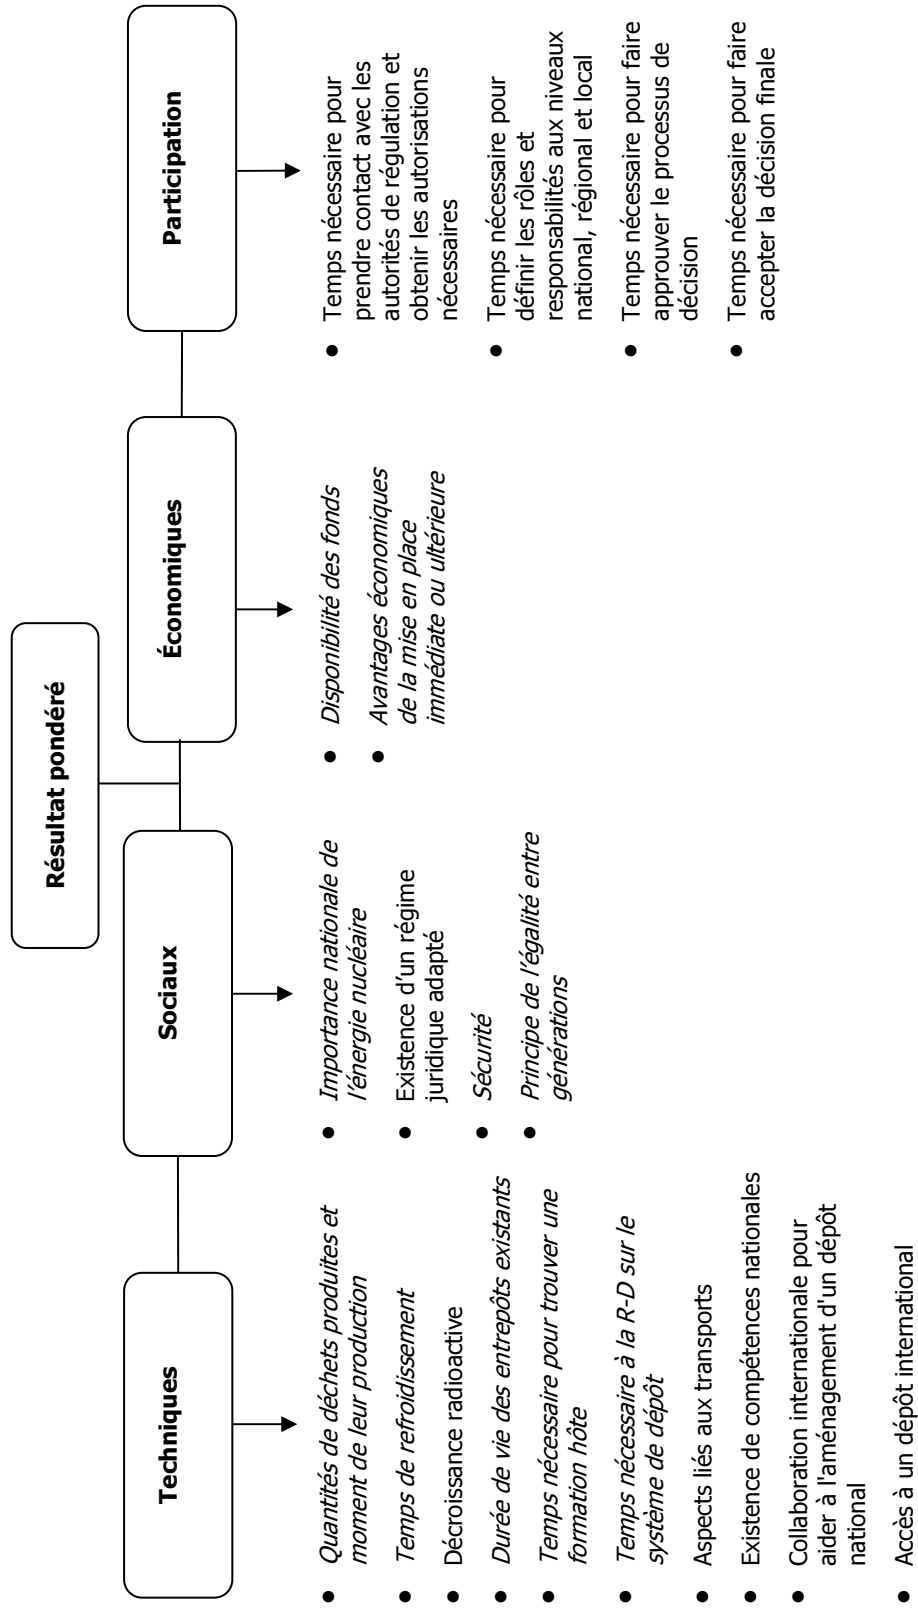 Résultat pondéré
Techniques
Sociaux
Économiques
Participation
● Quantités de déchets produites et
moment de leur production
● Temps de refroidissement
● Décroissance radioactive
● Durée de vie des entrepôts existants
● Temps nécessaire pour trouver une
formation hôte
● Temps nécessaire à la R-D sur le
système de dépôt
● Aspects liés aux transports
● Existence de compétences nationales
● Collaboration internationale pour
aider à l'aménagement d'un dépôt
national
● Accès à un dépôt international
● Importance nationale de
l'énergie nucléaire
● Existence d'un régime
juridique adapté
● Sécurité
● Principe de l'égalité entre
générations
● Disponibilité des fonds
● Avantages économiques
de la mise en place
immédiate ou ultérieure
● Temps nécessaire pour
prendre contact avec les
autorités de régulation et
obtenir les autorisations
nécessaires
● Temps nécessaire pour
définir les rôles et
responsabilités aux niveaux
national, régional et local
● Temps nécessaire pour faire
approuver le processus de
décision
● Temps nécessaire pour faire
accepter la décision finale